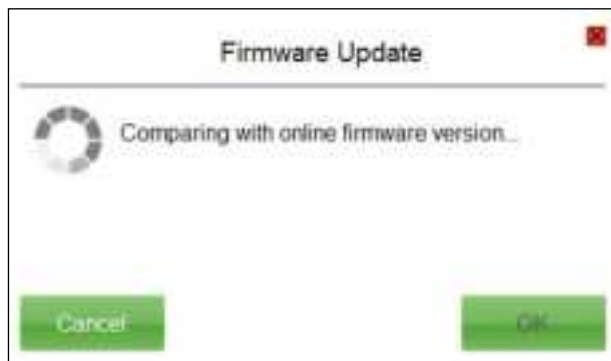 Firmware Update
Comparing with online firmware version...
Cancel
OK